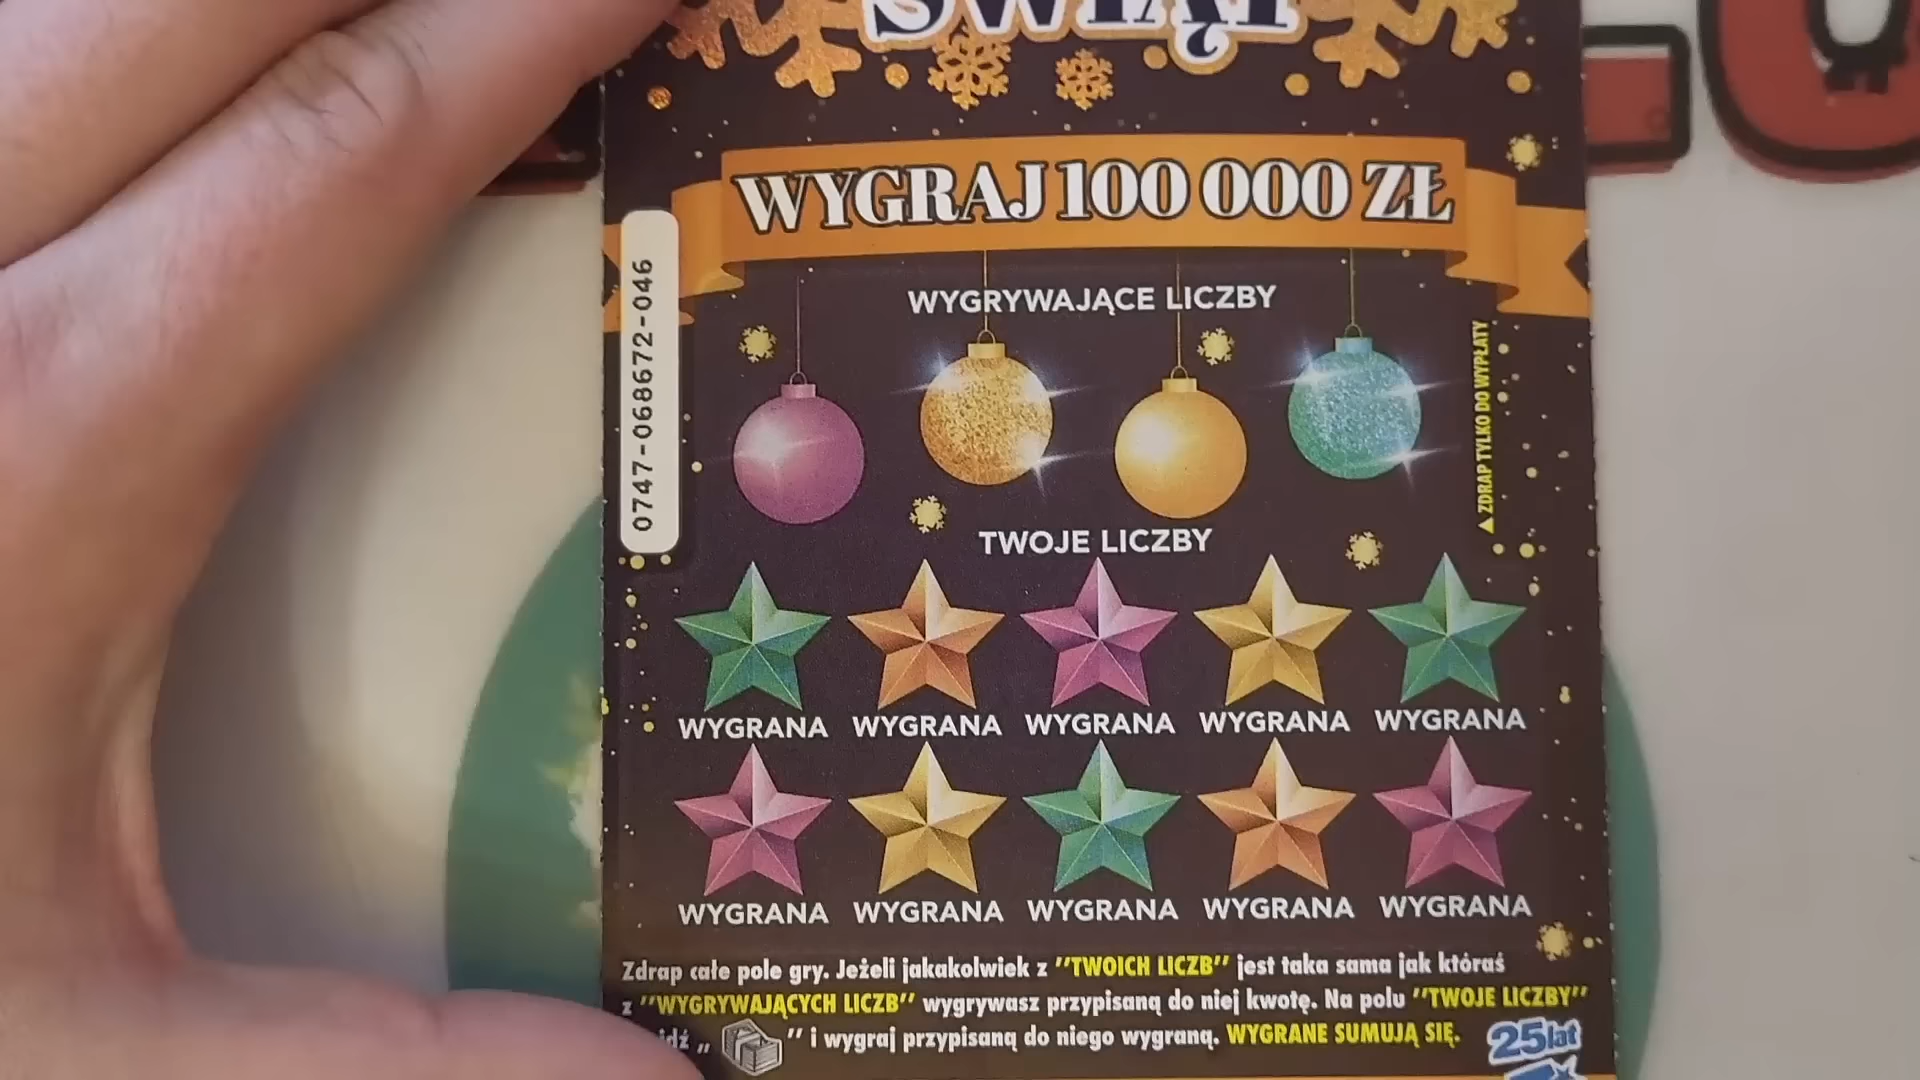 ŚWIĄT
WYGRAJ 100 000 ZŁ
0747-068672-046
WYGRYWAJĄCE LICZBY
▲ ZDRAP TYLKO DO WYPŁATY
TWOJE LICZBY
WYGRANA WYGRANA WYGRANA WYGRANA WYGRANA
WYGRANA WYGRANA WYGRANA WYGRANA WYGRANA
Zdrap całe pole gry. Jeżeli jakakolwiek z "TWOICH LICZB" jest taka sama jak któraś
z "WYGRYWAJĄCYCH LICZB" wygrywasz przypisaną do niej kwotę. Na polu "TWOJE LICZBY"
„ " i wygraj przypisaną do niego wygraną. WYGRANE SUMUJĄ SIĘ.
25lat